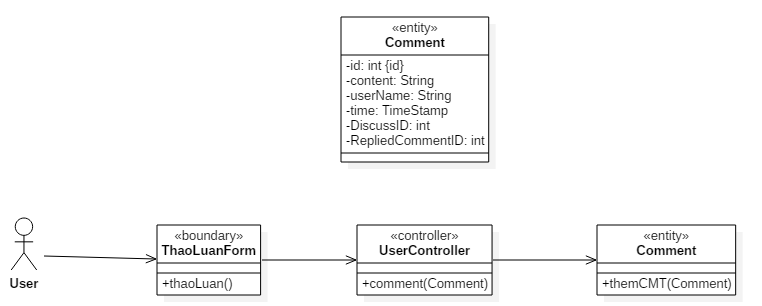 «entity»
Comment
-id: int {id}
-content: String
-userName: String
-time: TimeStamp
-DiscussID: int
-RepliedCommentID: int
User
«boundary»
ThaoLuanForm
+thaoLuan()
«controller»
UserController
+comment(Comment)
«entity»
Comment
+themCMT(Comment)